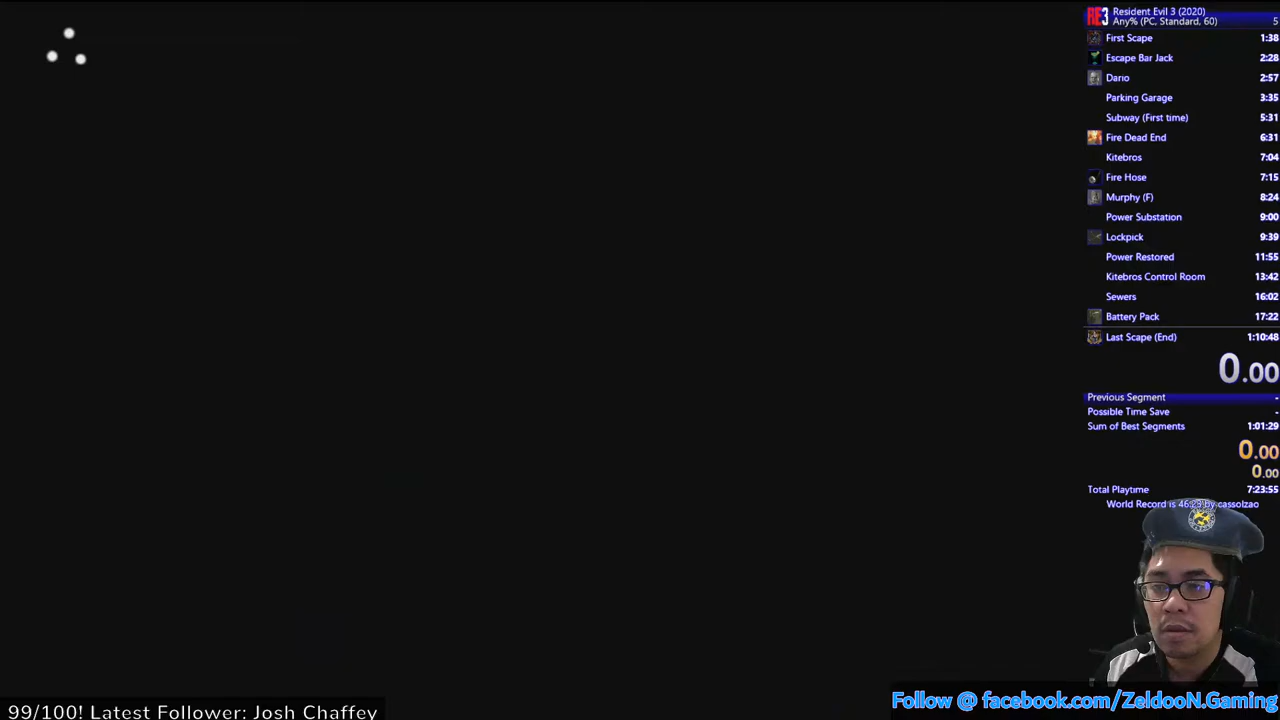 RE3
Resident Evil 3 (2020)
Any% (PC, Standard, 60) 5
First Scape 1:38
Escape Bar Jack 2:28
Dario 2:57
Parking Garage 3:35
Subway (First time) 5:31
Fire Dead End 6:31
Kitebros 7:04
Fire Hose 7:15
Murphy (F) 8:24
Power Substation 9:00
Lockpick 9:39
Power Restored 11:55
Kitebros Control Room 13:42
Sewers 16:02
Battery Pack 17:22
Last Scape (End) 1:10:48
0.00
Previous Segment -
Possible Time Save -
Sum of Best Segments 1:01:29
0.00
0.00
Total Playtime 7:23:55
World Record is 46:23 by cassolzao
Follow @ facebook.com/ZeldooN.Gaming
99/100! Latest Follower: Josh Chaffey